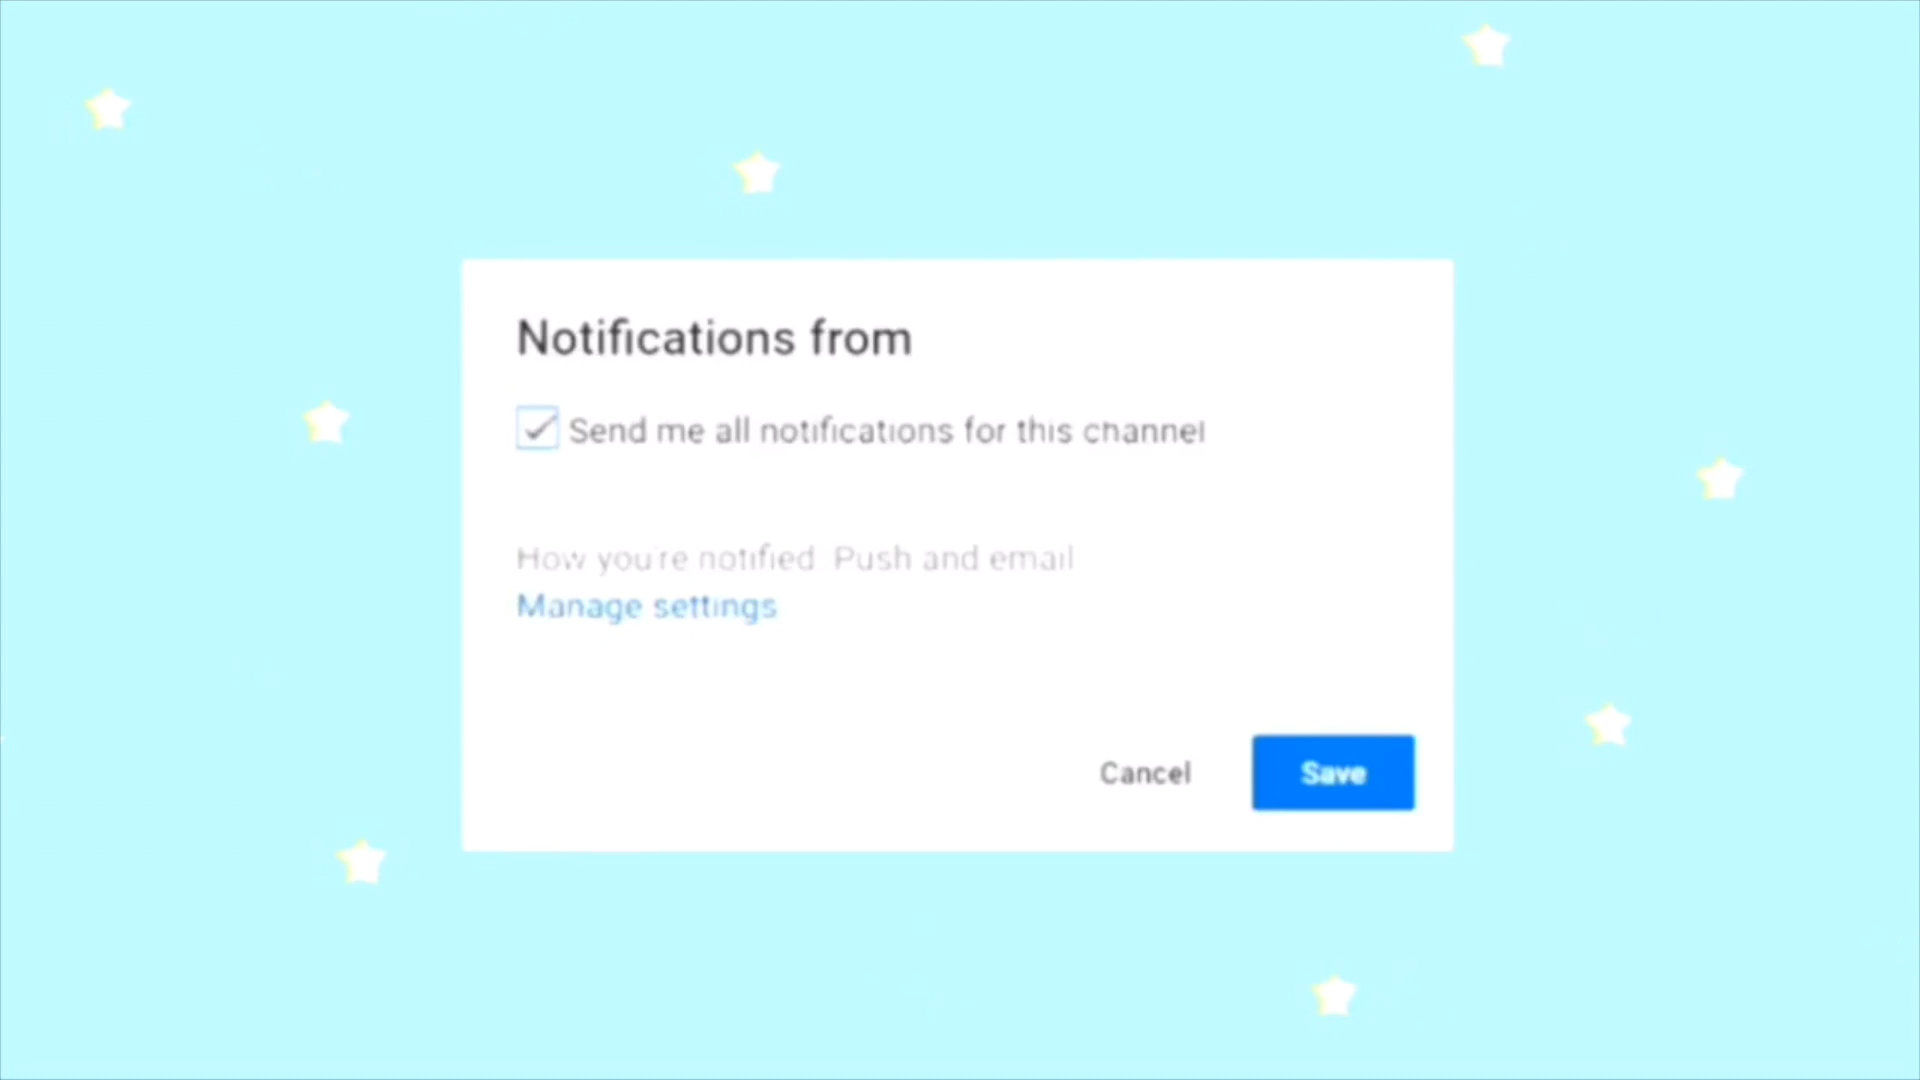 Notifications from
Send me all notifications for this channel
How you're notified: Push and email
Manage settings
Cancel
Save